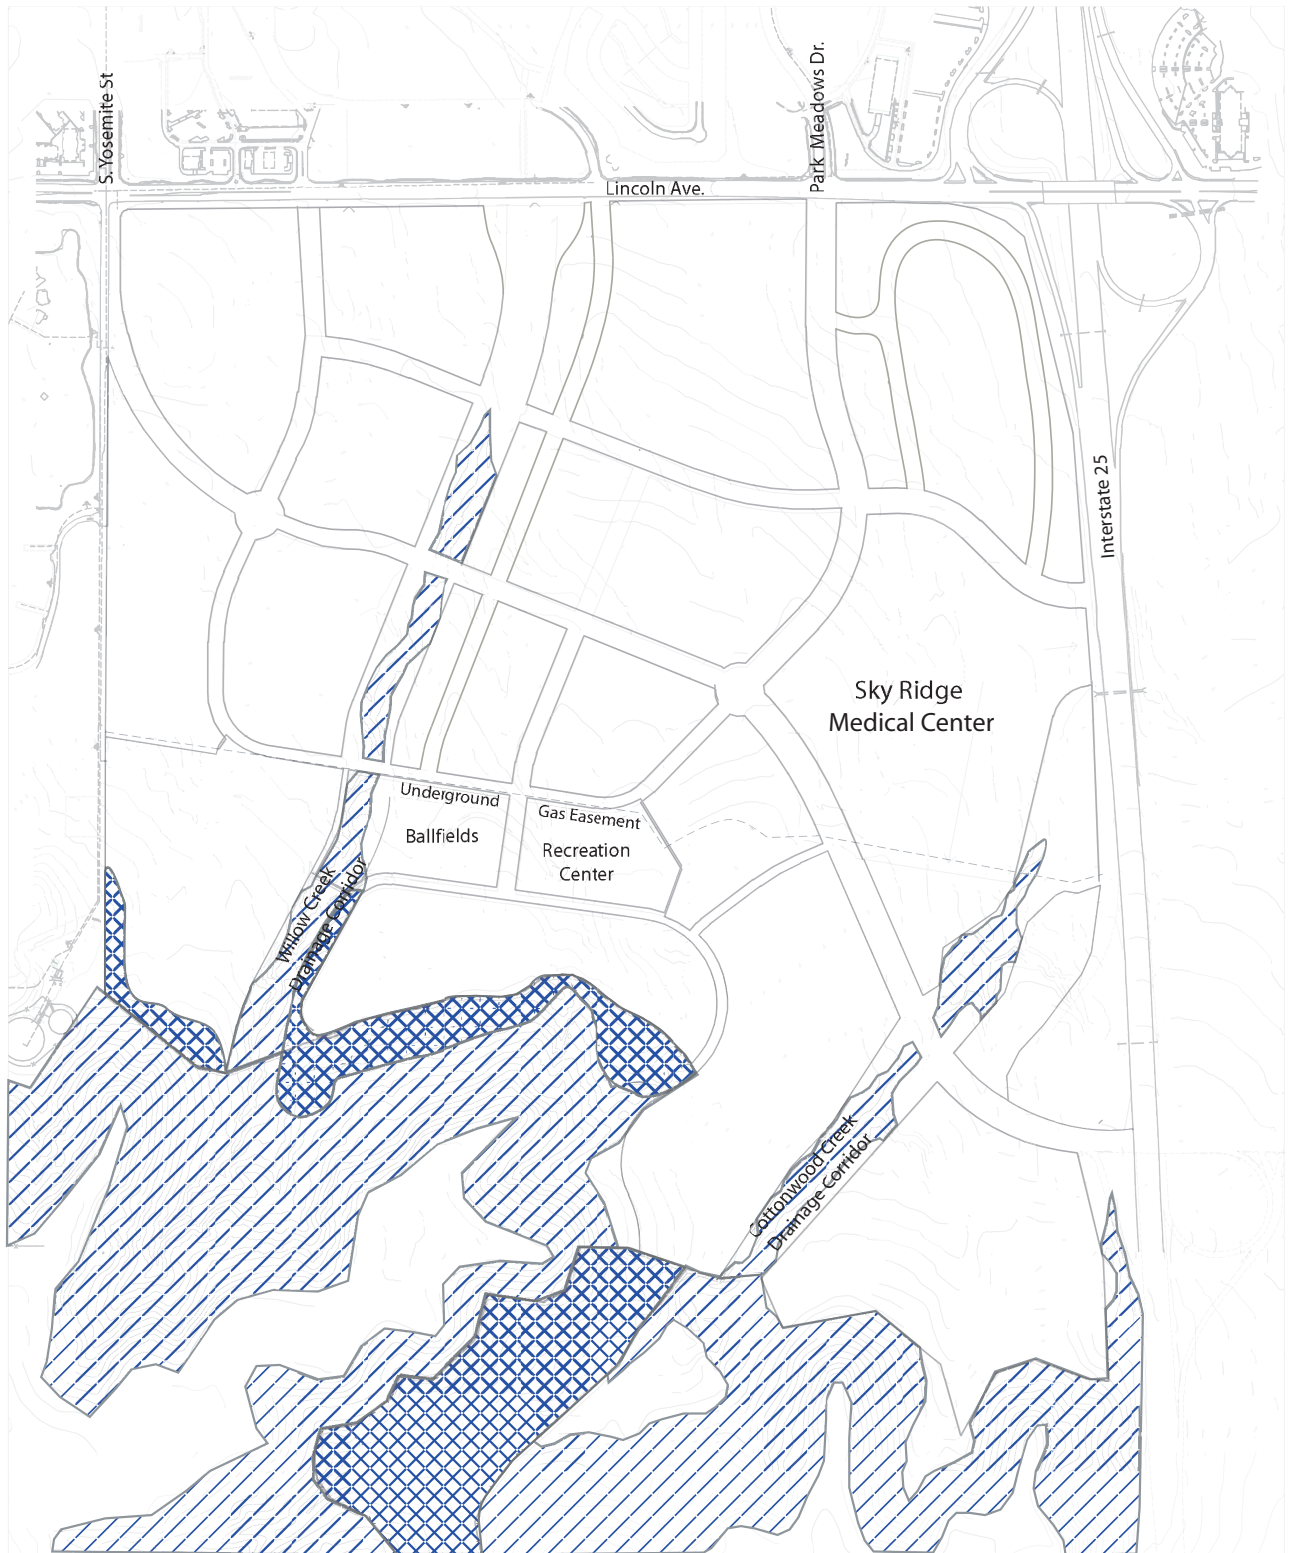 S. Yosemite St
Park Meadows Dr.
Lincoln Ave.
Interstate 25
Sky Ridge
Medical Center
Underground
Gas Easement
Ballfields
Recreation
Center
Willow Creek
Drainage Corridor
Cottonwood Creek
Drainage Corridor